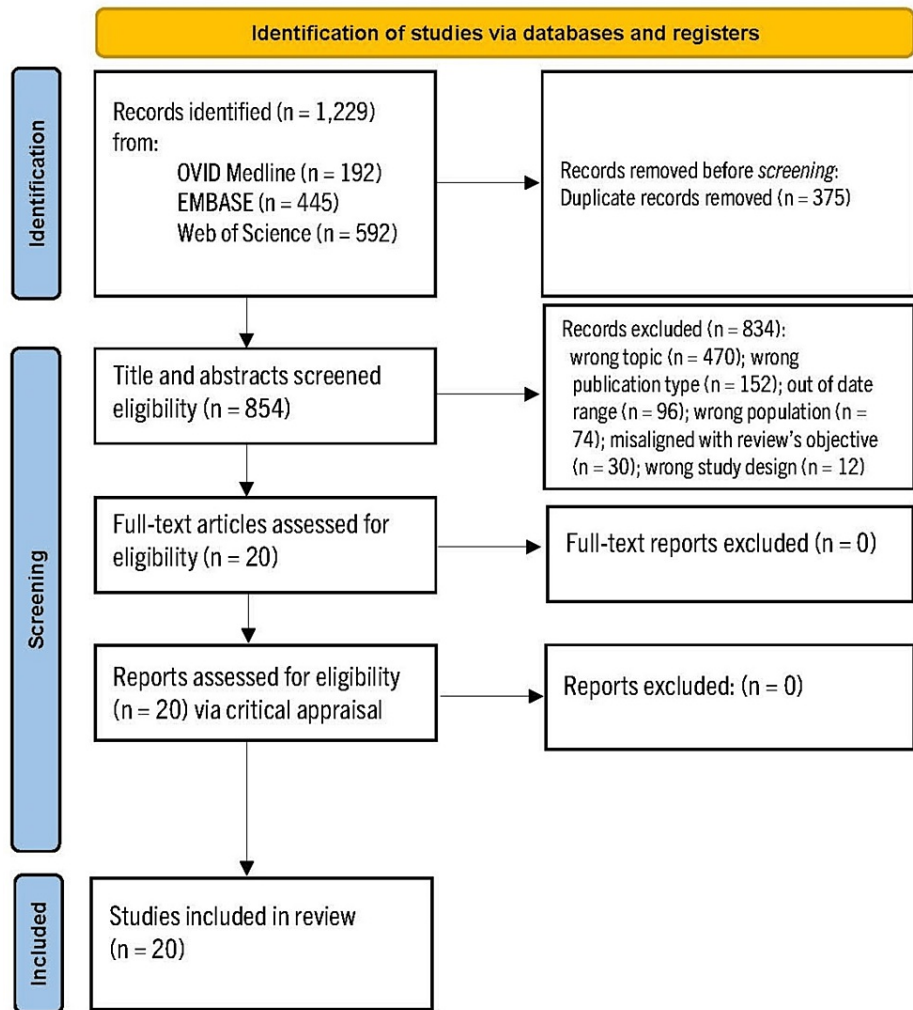 Identification of studies via databases and registers
Identification
Records identified (n = 1,229)
from:
OVID Medline (n = 192)
EMBASE (n = 445)
Web of Science (n = 592)
Records removed before screening:
Duplicate records removed (n = 375)
Screening
Title and abstracts screened
eligibility (n = 854)
Records excluded (n = 834):
wrong topic (n = 470); wrong
publication type (n = 152); out of date
range (n = 96); wrong population (n =
74); misaligned with review's objective
(n = 30); wrong study design (n = 12)
Full-text articles assessed for
eligibility (n = 20)
Full-text reports excluded (n = 0)
Reports assessed for eligibility
(n = 20) via critical appraisal
Reports excluded: (n = 0)
Included
Studies included in review
(n = 20)